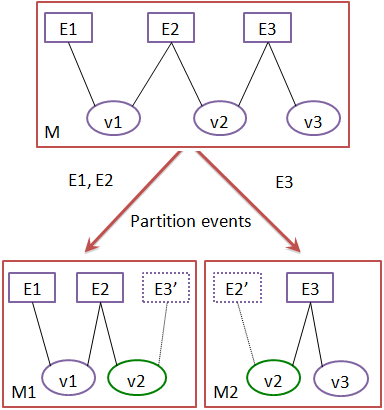 E1 E2 E3
v1 v2 v3
M
E1, E2 E3
Partition events
E1 E2 E3′ E2′ E3
v1 v2 v2 v3
M1 M2